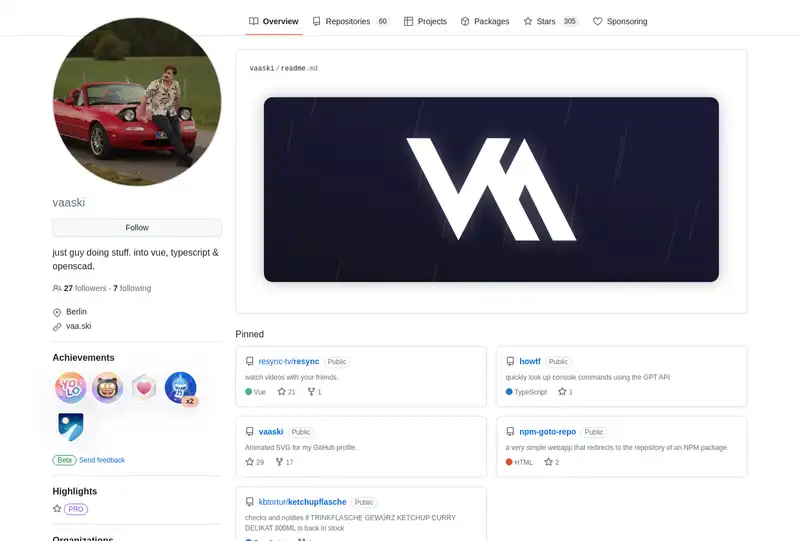 Overview
Repositories 60
Projects
Packages
Stars 305
Sponsoring
vaaski
Follow
just guy doing stuff. into vue, typescript &
openscad.
27 followers · 7 following
Berlin
vaa.ski
Achievements
YOLO
x2
Beta Send feedback
Highlights
PRO
Organizations
vaaski/readme.md
VA
Pinned
resync-tv/resync Public
watch videos with your friends.
Vue 21 1
howtf Public
quickly look up console commands using the GPT API
TypeScript 1
vaaski Public
Animated SVG for my GitHub profile.
29 17
npm-goto-repo Public
a very simple webapp that redirects to the repository of an NPM package.
HTML 2
kbtortur/ketchupflasche Public
checks and notifies if TRINKFLASCHE GEWÜRZ KETCHUP CURRY
DELIKAT 800ML is back in stock